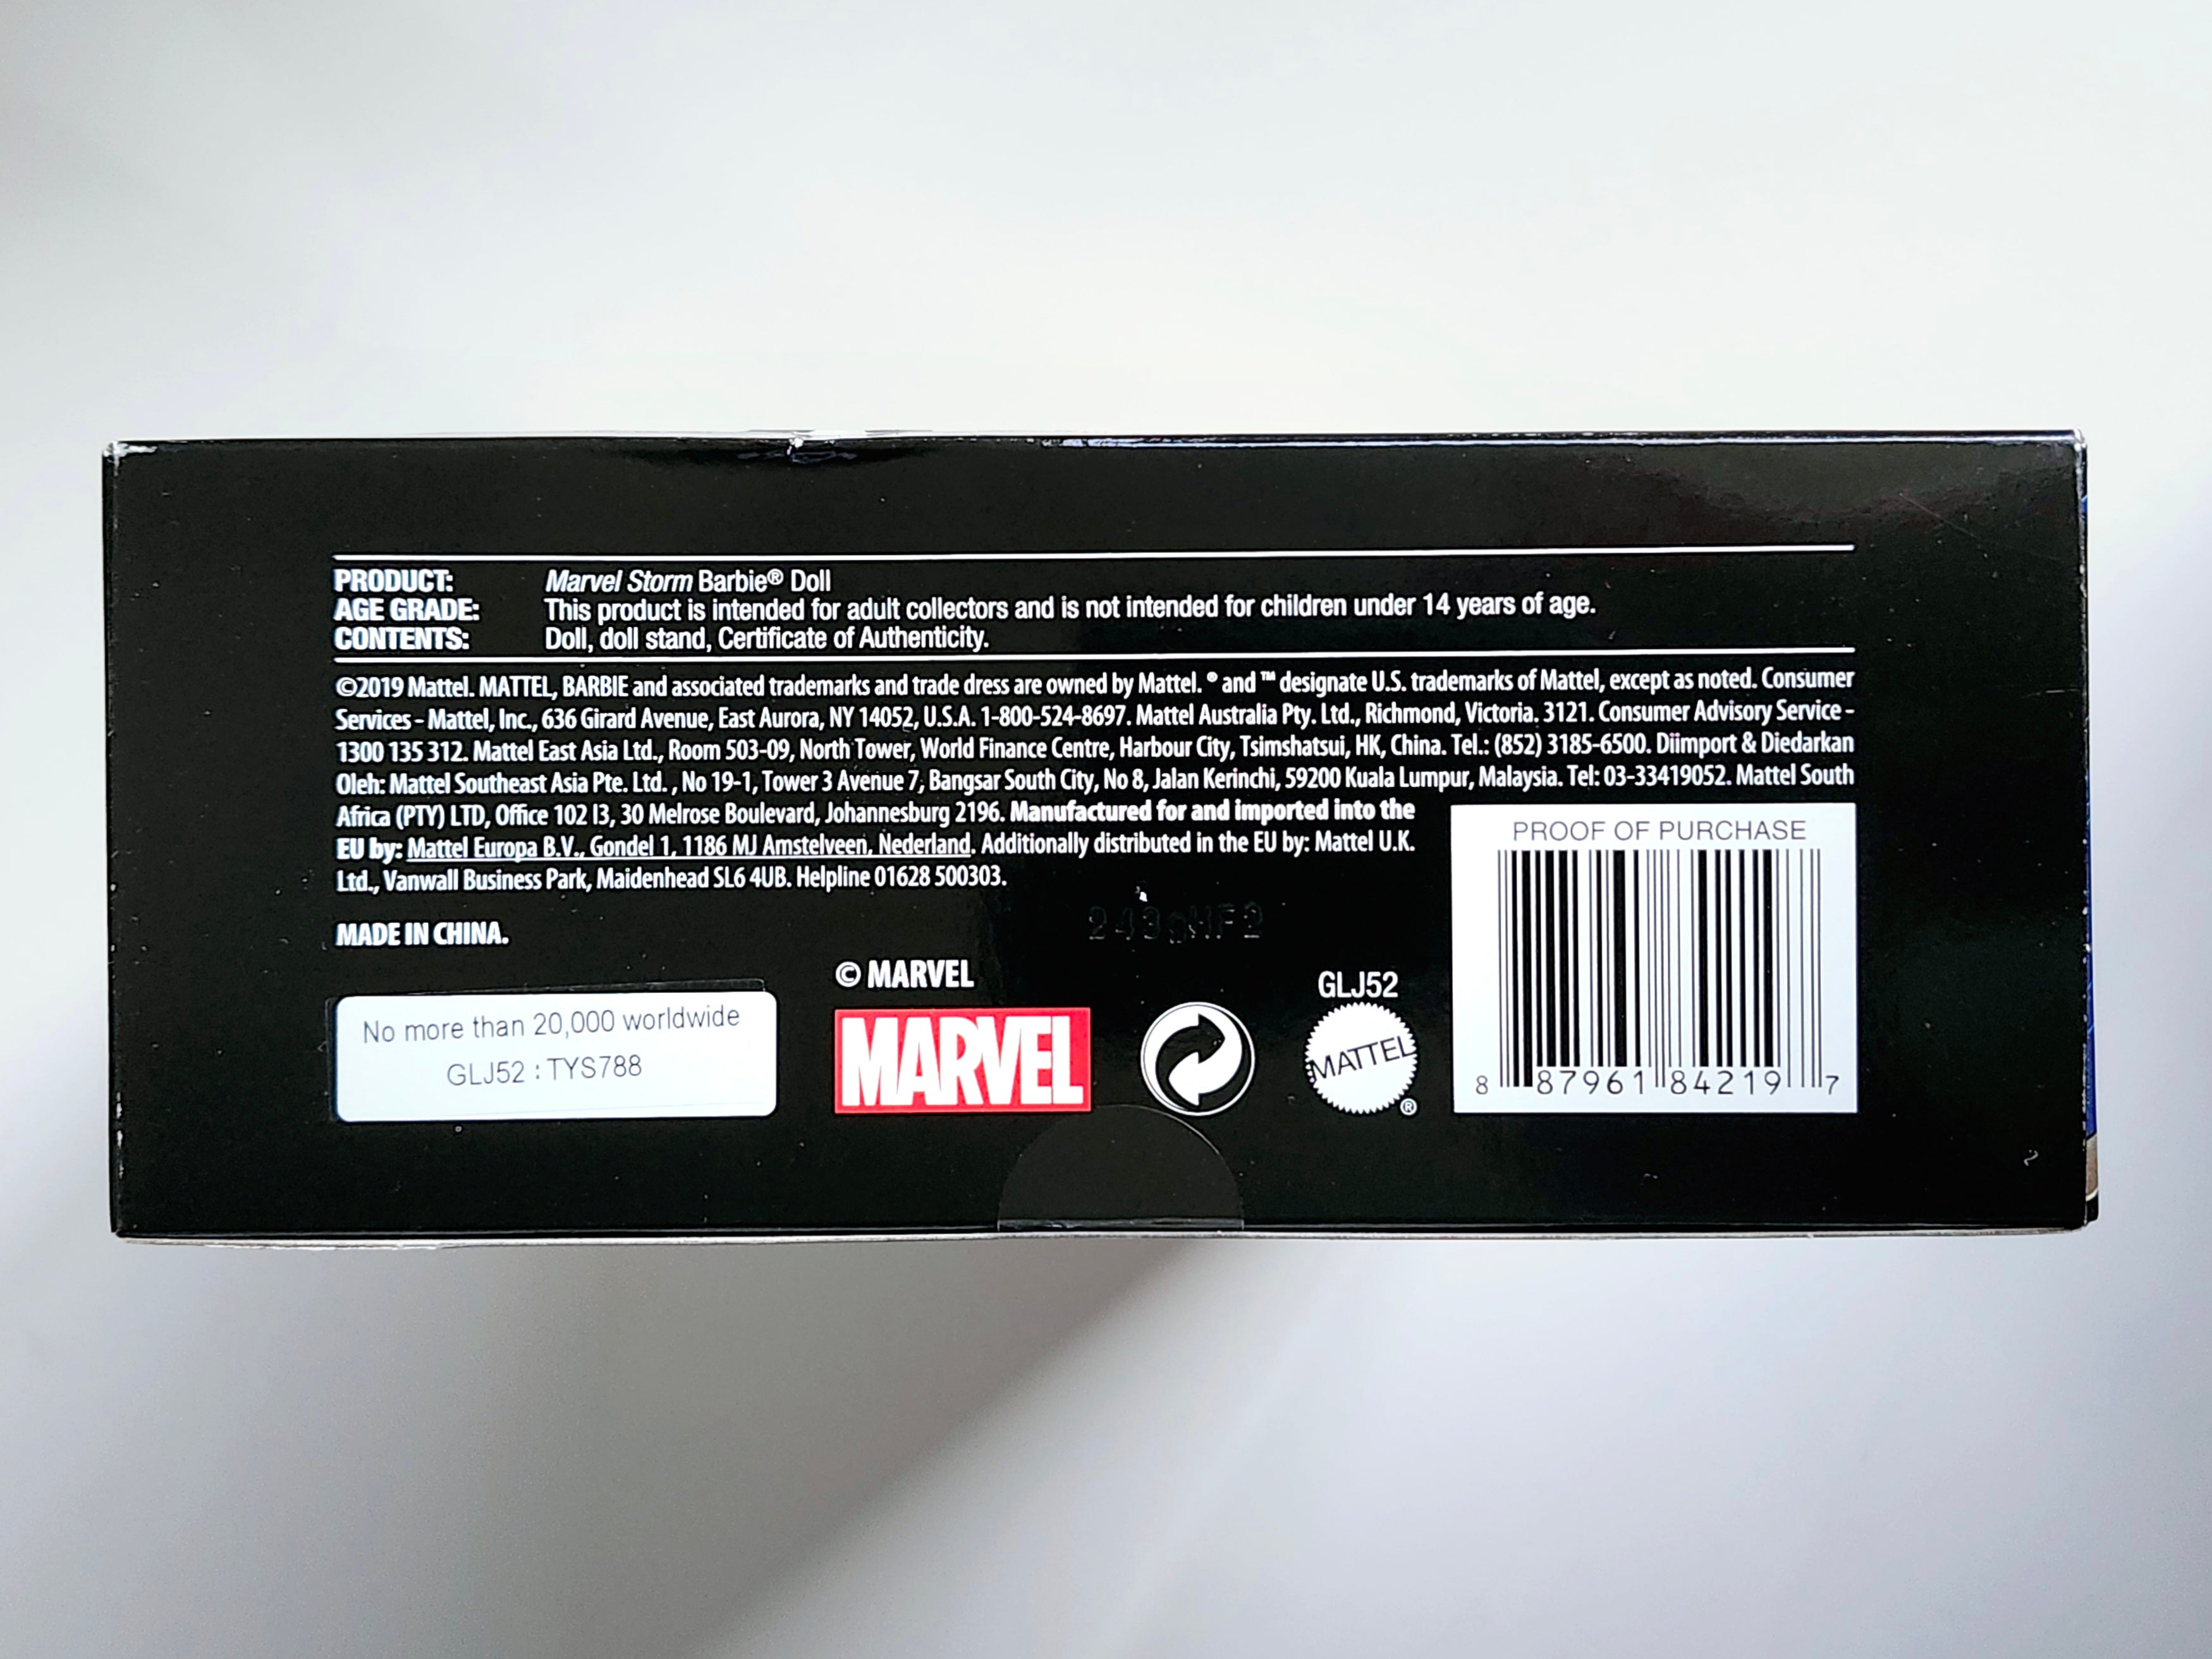 PRODUCT: Marvel Storm Barbie® Doll
AGE GRADE: This product is intended for adult collectors and is not intended for children under 14 years of age.
CONTENTS: Doll, doll stand, Certificate of Authenticity.
©2019 Mattel. MATTEL, BARBIE and associated trademarks and trade dress are owned by Mattel. ® and ™ designate U.S. trademarks of Mattel, except as noted. Consumer
Services – Mattel, Inc., 636 Girard Avenue, East Aurora, NY 14052, U.S.A. 1-800-524-8697. Mattel Australia Pty. Ltd., Richmond, Victoria. 3121. Consumer Advisory Service –
1300 135 312. Mattel East Asia Ltd., Room 503-09, North Tower, World Finance Centre, Harbour City, Tsimshatsui, HK, China. Tel.: (852) 3185-6500. Diimport & Diedarkan
Oleh: Mattel Southeast Asia Pte. Ltd. , No 19-1, Tower 3 Avenue 7, Bangsar South City, No 8, Jalan Kerinchi, 59200 Kuala Lumpur, Malaysia. Tel: 03-33419052. Mattel South
Africa (PTY) LTD, Office 102 I3, 30 Melrose Boulevard, Johannesburg 2196. Manufactured for and imported into the
EU by: Mattel Europa B.V., Gondel 1, 1186 MJ Amstelveen, Nederland. Additionally distributed in the EU by: Mattel U.K.
Ltd., Vanwall Business Park, Maidenhead SL6 4UB. Helpline 01628 500303.
MADE IN CHINA.
No more than 20,000 worldwide
GLJ52 : TYS788
© MARVEL
MARVEL
GLJ52
MATTEL
®
PROOF OF PURCHASE
8 87961 84219 7